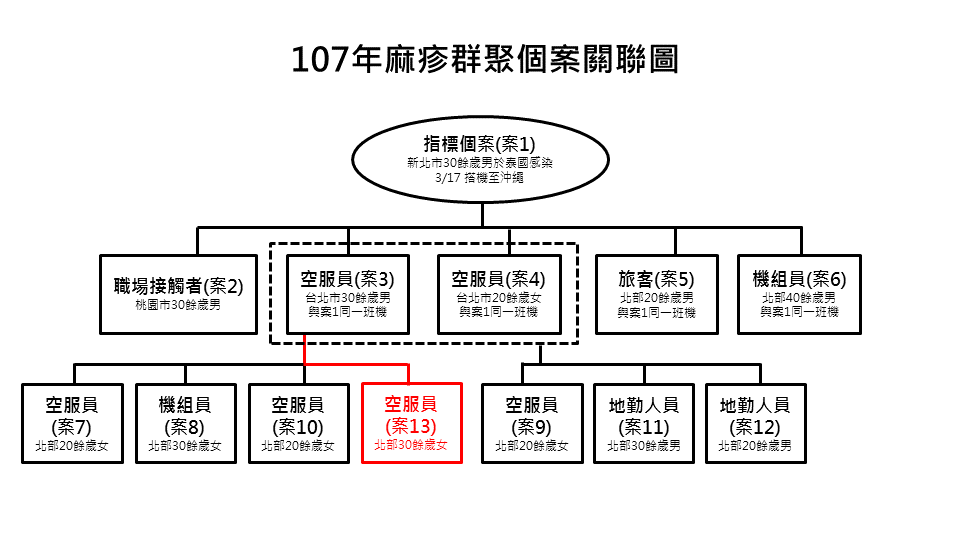 107年麻疹群聚個案關聯圖
指標個案(案1)
新北市30餘歲男於泰國感染
3/17 搭機至沖繩
職場接觸者(案2)
桃園市30餘歲男
空服員(案3)
台北市30餘歲男
與案1同一班機
空服員(案4)
台北市20餘歲女
與案1同一班機
旅客(案5)
北部20餘歲男
與案1同一班機
機組員(案6)
北部40餘歲男
與案1同一班機
空服員
(案7)
北部20餘歲女
機組員
(案8)
北部30餘歲女
空服員
(案10)
北部20餘歲女
空服員
(案13)
北部30餘歲女
空服員
(案9)
北部20餘歲女
地勤人員
(案11)
北部30餘歲男
地勤人員
(案12)
北部20餘歲男